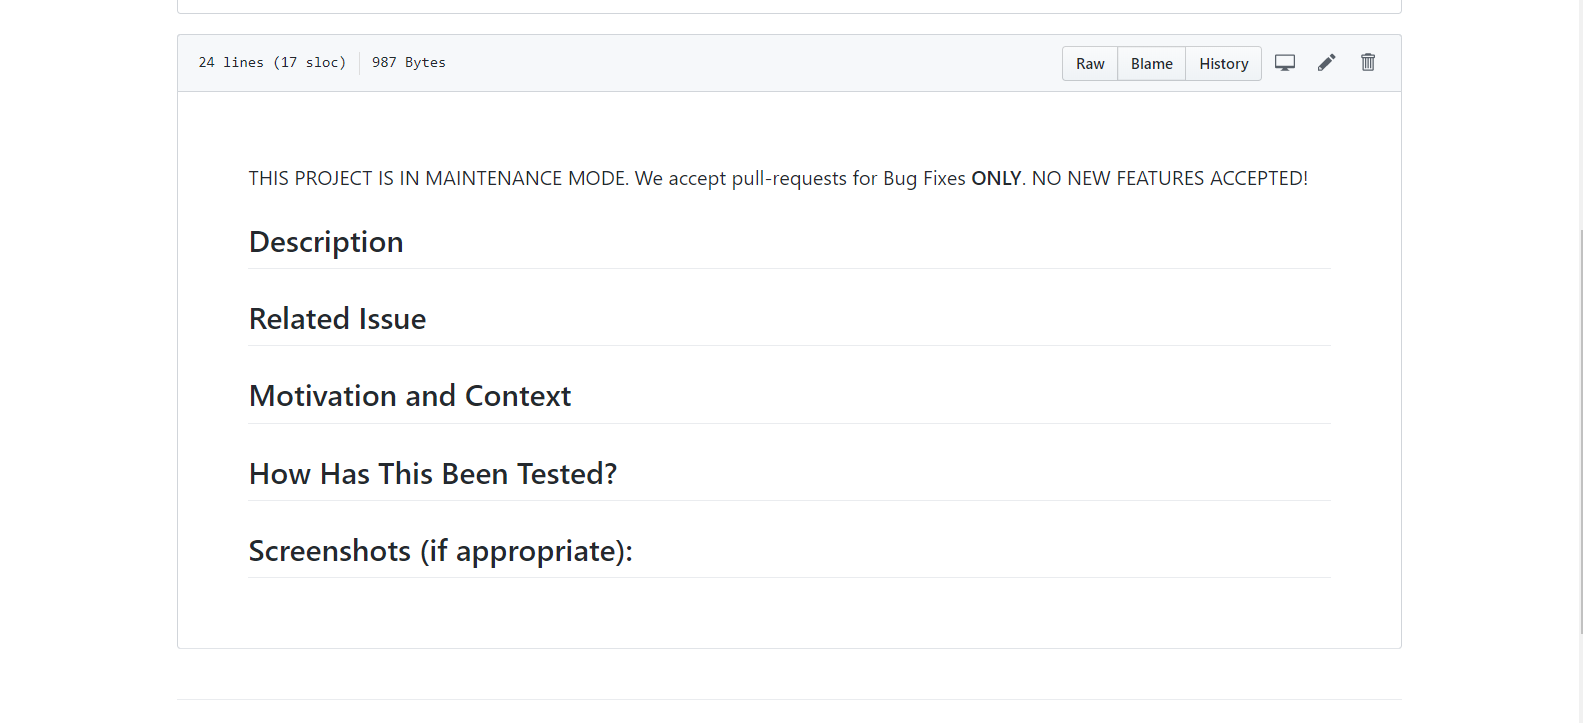 24 lines (17 sloc) 987 Bytes Raw Blame History
THIS PROJECT IS IN MAINTENANCE MODE. We accept pull-requests for Bug Fixes ONLY. NO NEW FEATURES ACCEPTED!
Description
Related Issue
Motivation and Context
How Has This Been Tested?
Screenshots (if appropriate):